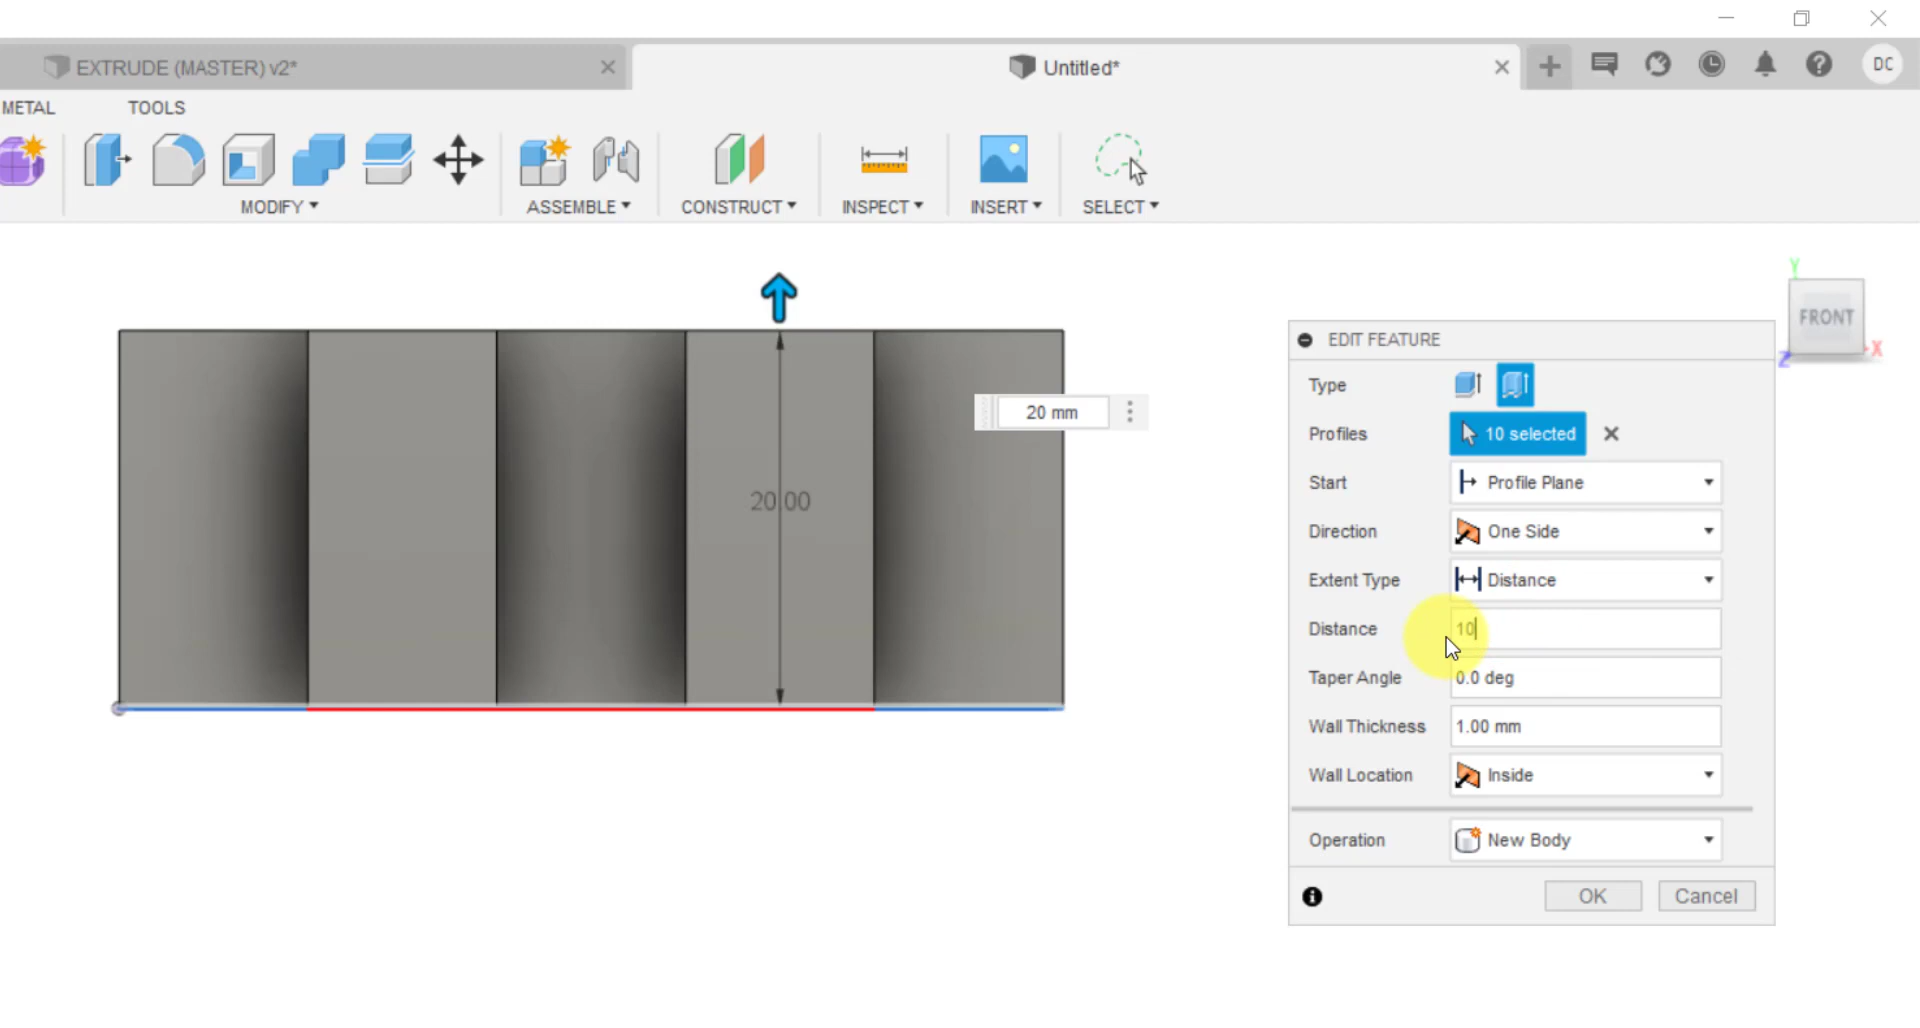 EXTRUDE (MASTER) v2*
Untitled*
DC
METAL
TOOLS
MODIFY
ASSEMBLE
CONSTRUCT
INSPECT
INSERT
SELECT
Y
FRONT
X
Z
20 mm
20.00
EDIT FEATURE
Type
Profiles
10 selected
Start
Profile Plane
Direction
One Side
Extent Type
Distance
Distance
10
Taper Angle
0.0 deg
Wall Thickness
1.00 mm
Wall Location
Inside
Operation
New Body
OK
Cancel